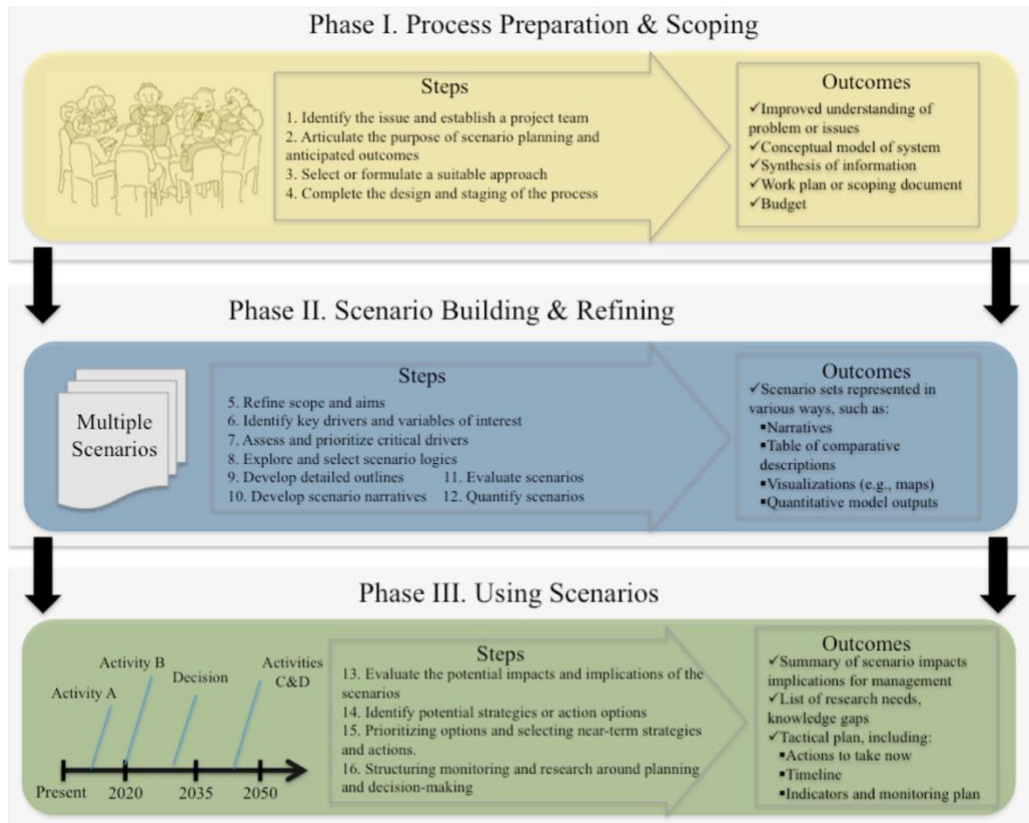 Phase I. Process Preparation & Scoping
Steps
1. Identify the issue and establish a project team
2. Articulate the purpose of scenario planning and
anticipated outcomes
3. Select or formulate a suitable approach
4. Complete the design and staging of the process
Outcomes
✓Improved understanding of
problem or issues
✓Conceptual model of system
✓Synthesis of information
✓Work plan or scoping document
✓Budget
Phase II. Scenario Building & Refining
Multiple
Scenarios
Steps
5. Refine scope and aims
6. Identify key drivers and variables of interest
7. Assess and prioritize critical drivers
8. Explore and select scenario logics
9. Develop detailed outlines
10. Develop scenario narratives
11. Evaluate scenarios
12. Quantify scenarios
Outcomes
✓Scenario sets represented in
various ways, such as:
▪Narratives
▪Table of comparative
descriptions
▪Visualizations (e.g., maps)
▪Quantitative model outputs
Phase III. Using Scenarios
Activity A
Activity B
Decision
Activities
C&D
Present 2020 2035 2050
Steps
13. Evaluate the potential impacts and implications of the
scenarios
14. Identify potential strategies or action options
15. Prioritizing options and selecting near-term strategies
and actions.
16. Structuring monitoring and research around planning
and decision-making
Outcomes
✓Summary of scenario impacts
implications for management
✓List of research needs,
knowledge gaps
✓Tactical plan, including:
▪Actions to take now
▪Timeline
▪Indicators and monitoring plan